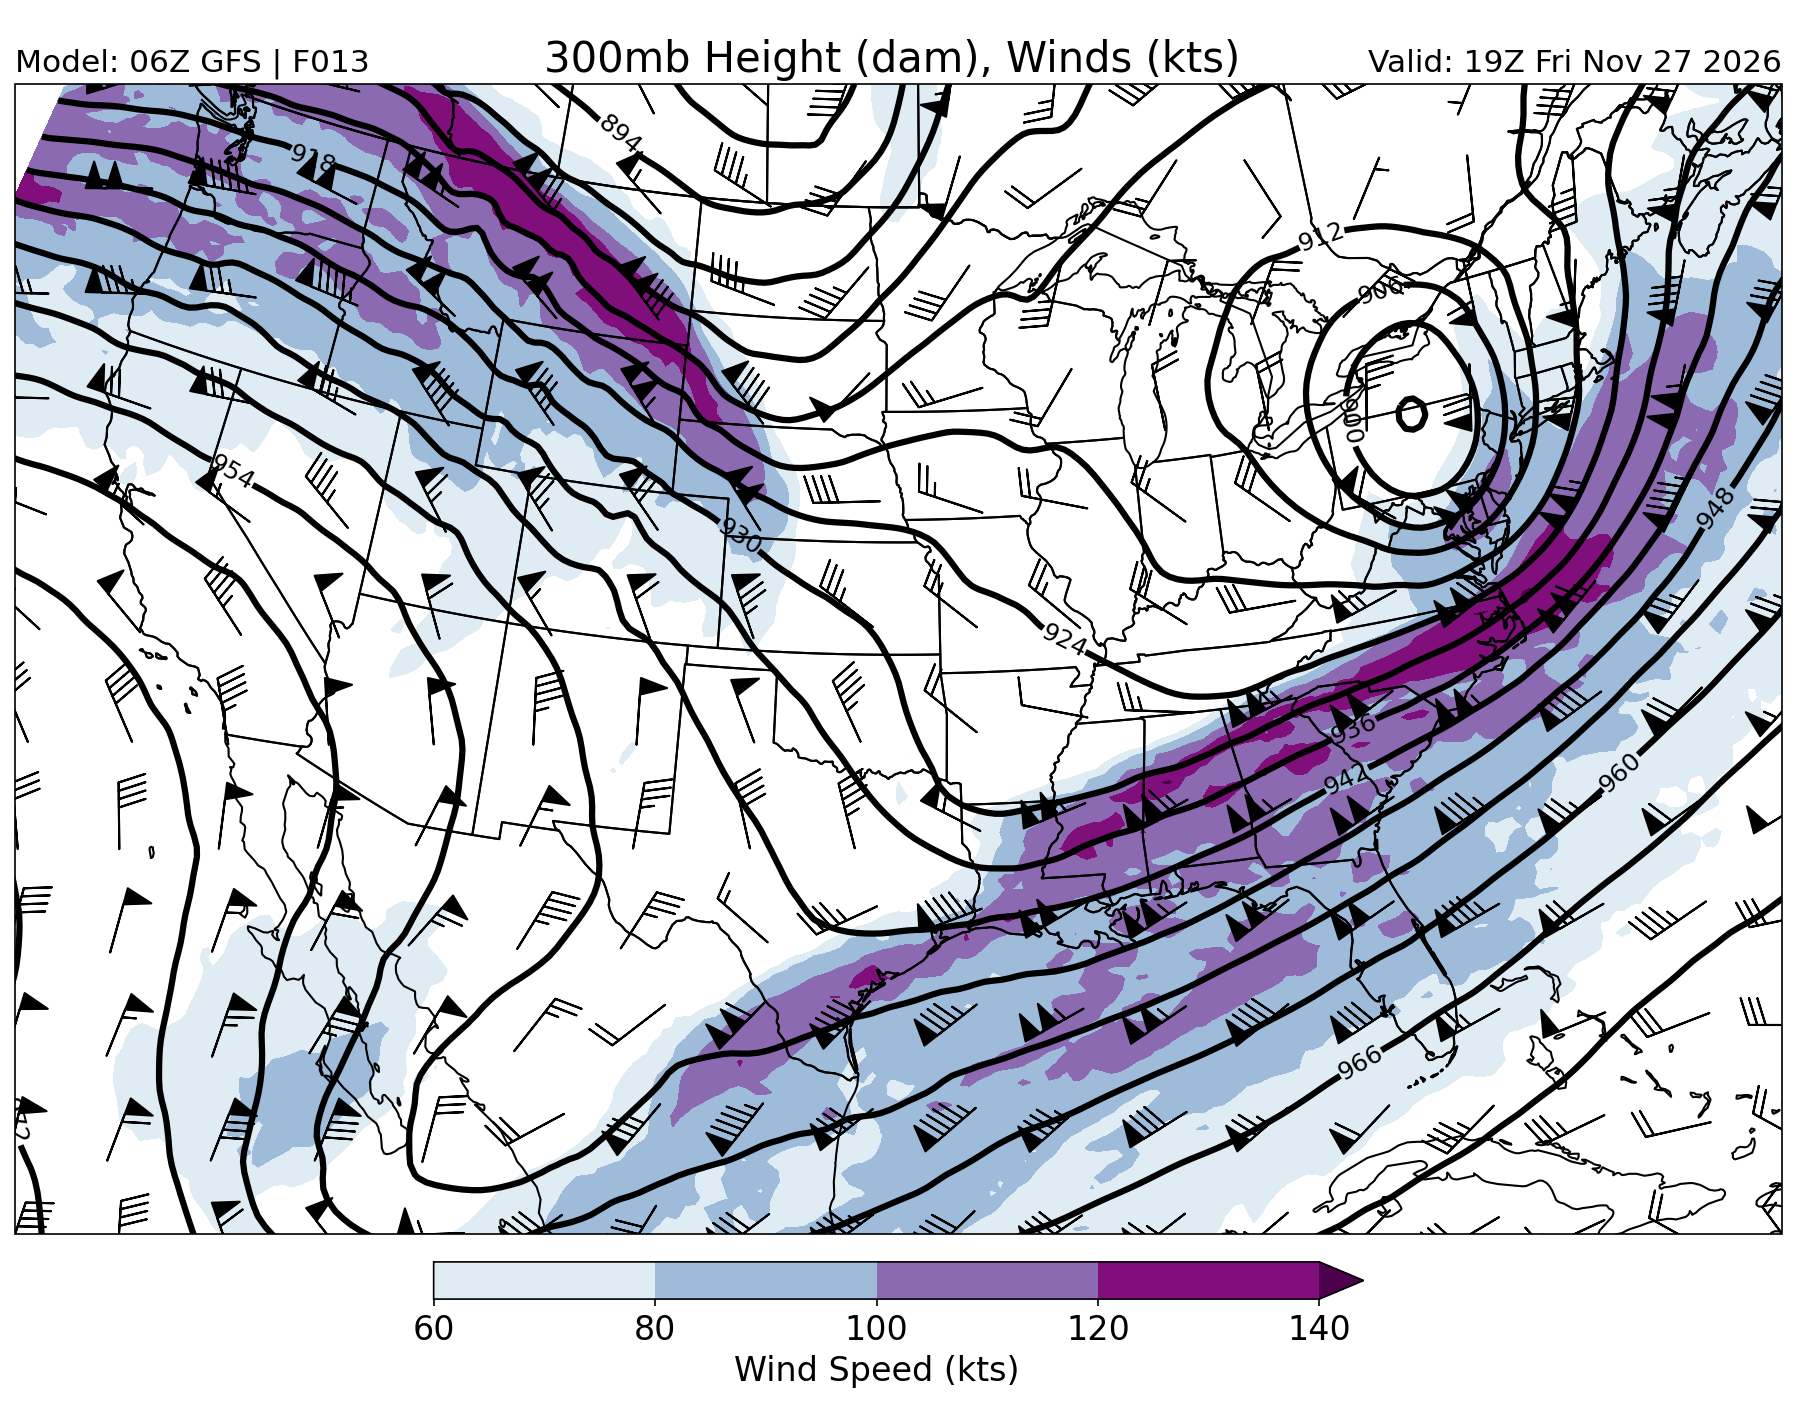 Model: 06Z GFS | F013
300mb Height (dam), Winds (kts)
Valid: 19Z Fri Nov 27 2026
894
918
912
906
900
954
930
948
924
936
942
960
966
60 80 100 120 140
Wind Speed (kts)